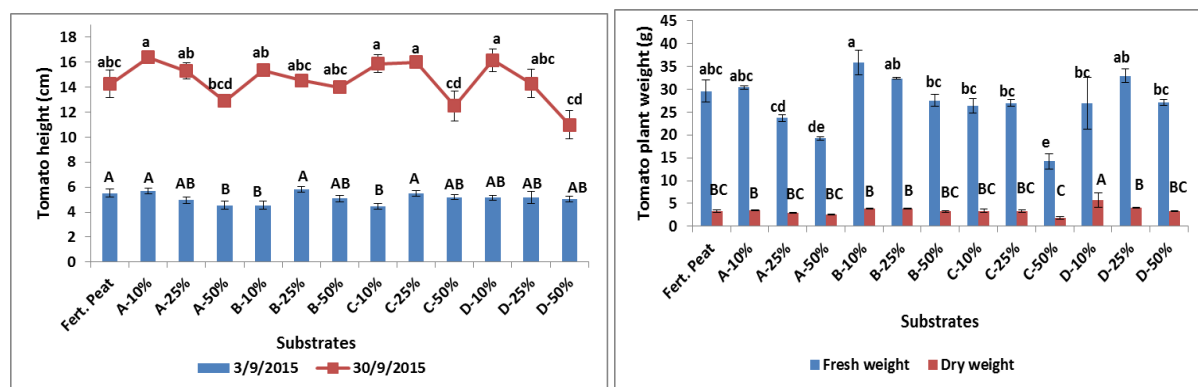 Tomato height (cm)
18
16
14
12
10
8
6
4
2
0
abc
a
ab
bcd
ab
abc
abc
a
a
cd
a
abc
cd
A
A
AB
B
B
A
AB
B
A
AB
AB
AB
AB
Fert. Peat
A-10%
A-25%
A-50%
B-10%
B-25%
B-50%
C-10%
C-25%
C-50%
D-10%
D-25%
D-50%
Substrates
3/9/2015 30/9/2015
Tomato plant weight (g)
45
40
35
30
25
20
15
10
5
0
abc
abc
cd
de
a
ab
bc
bc
bc
e
bc
ab
bc
BC
B
BC
BC
B
B
BC
BC
BC
C
A
B
BC
Fert. Peat
A-10%
A-25%
A-50%
B-10%
B-25%
B-50%
C-10%
C-25%
C-50%
D-10%
D-25%
D-50%
Substrates
Fresh weight Dry weight